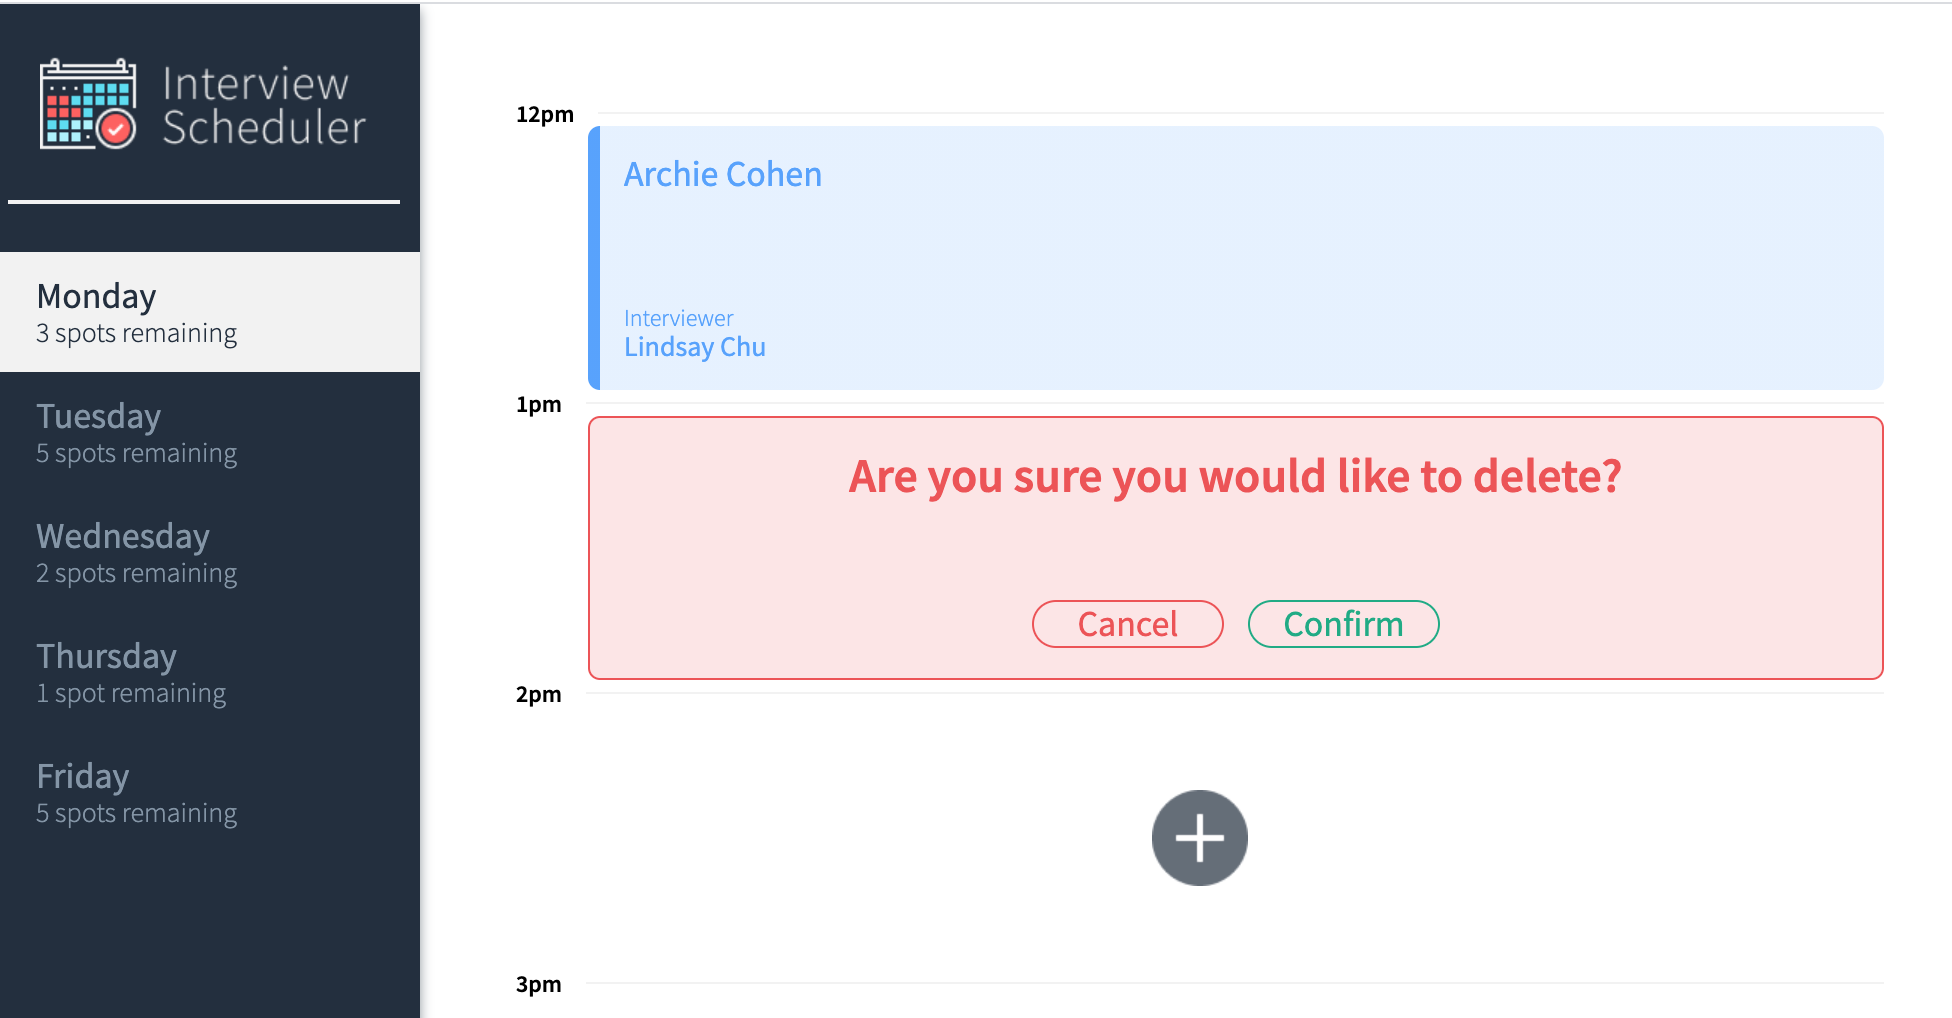 Interview
Scheduler
Monday
3 spots remaining
Tuesday
5 spots remaining
Wednesday
2 spots remaining
Thursday
1 spot remaining
Friday
5 spots remaining
12pm
Archie Cohen
Interviewer
Lindsay Chu
1pm
Are you sure you would like to delete?
Cancel Confirm
2pm
3pm